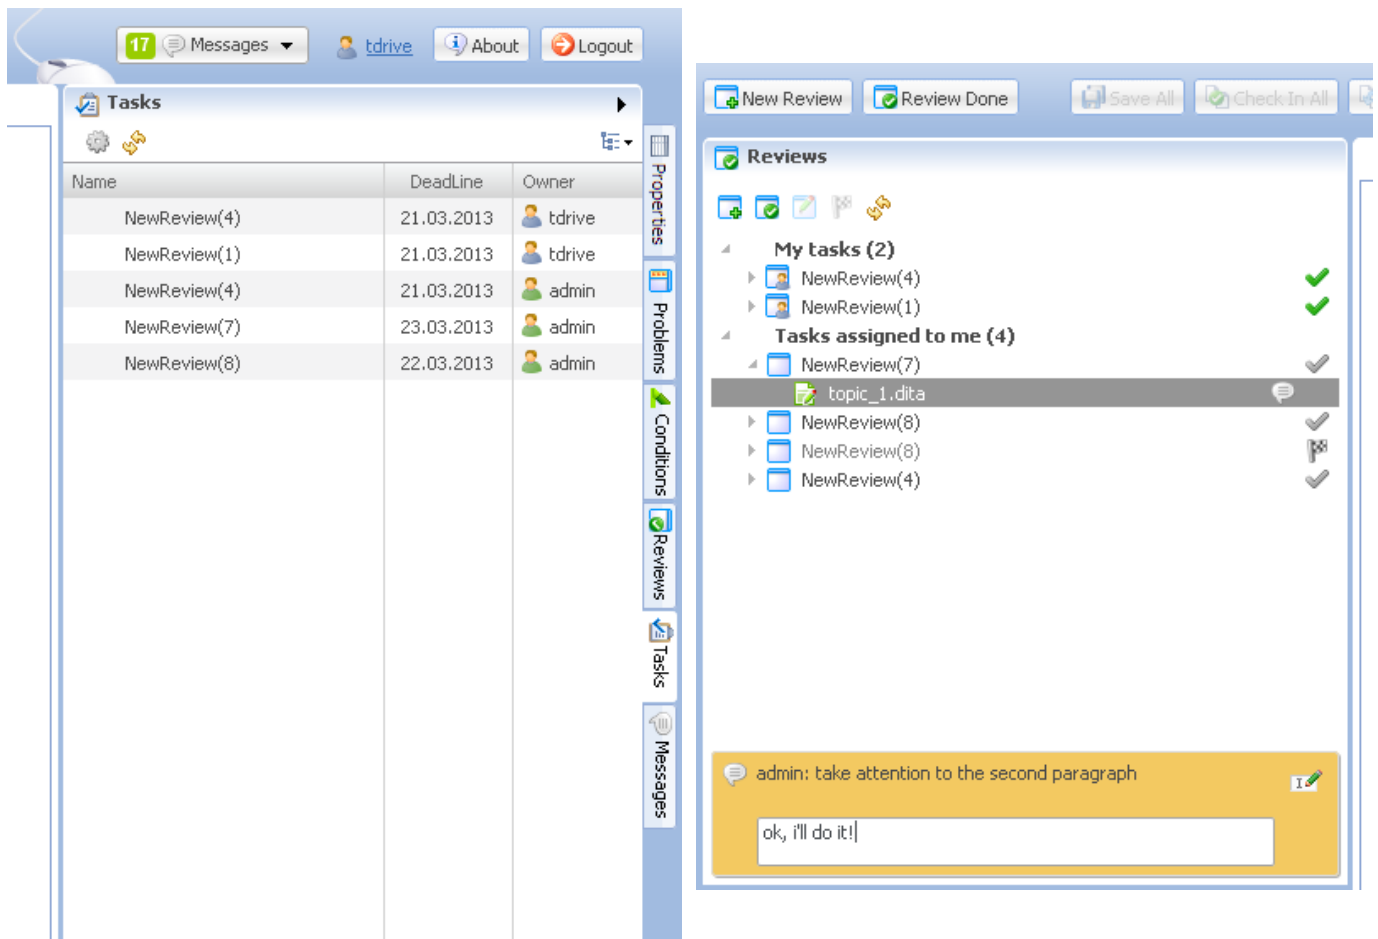 17 Messages tdrive About Logout
Tasks
Name DeadLine Owner
NewReview(4) 21.03.2013 tdrive
NewReview(1) 21.03.2013 tdrive
NewReview(4) 21.03.2013 admin
NewReview(7) 23.03.2013 admin
NewReview(8) 22.03.2013 admin
Properties
Problems
Conditions
Reviews
Tasks
Messages
New Review Review Done Save All Check In All
Reviews
My tasks (2)
NewReview(4)
NewReview(1)
Tasks assigned to me (4)
NewReview(7)
topic_1.dita
NewReview(8)
NewReview(8)
NewReview(4)
admin: take attention to the second paragraph
ok, i'll do it!